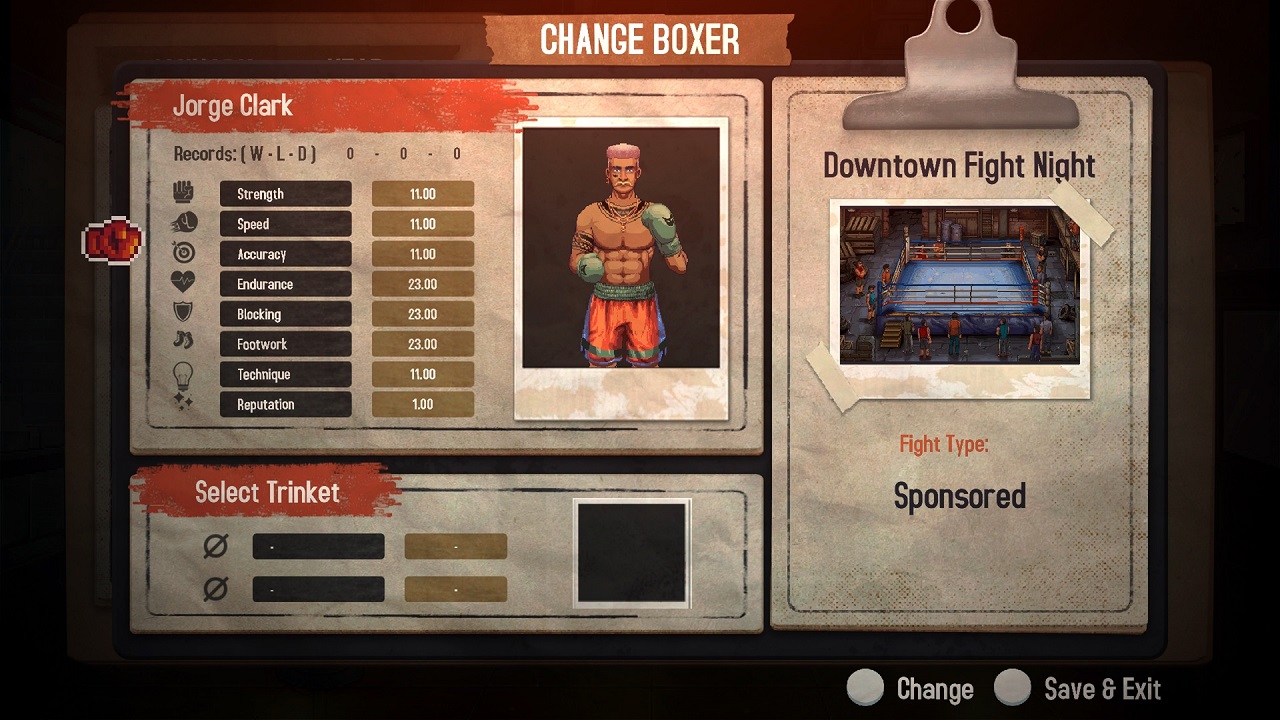 CHANGE BOXER
Jorge Clark
Records: ( W - L - D ) 0 - 0 - 0
Strength 11.00
Speed 11.00
Accuracy 11.00
Endurance 23.00
Blocking 23.00
Footwork 23.00
Technique 11.00
Reputation 1.00
Select Trinket
- -
- -
Downtown Fight Night
Fight Type:
Sponsored
Change Save & Exit